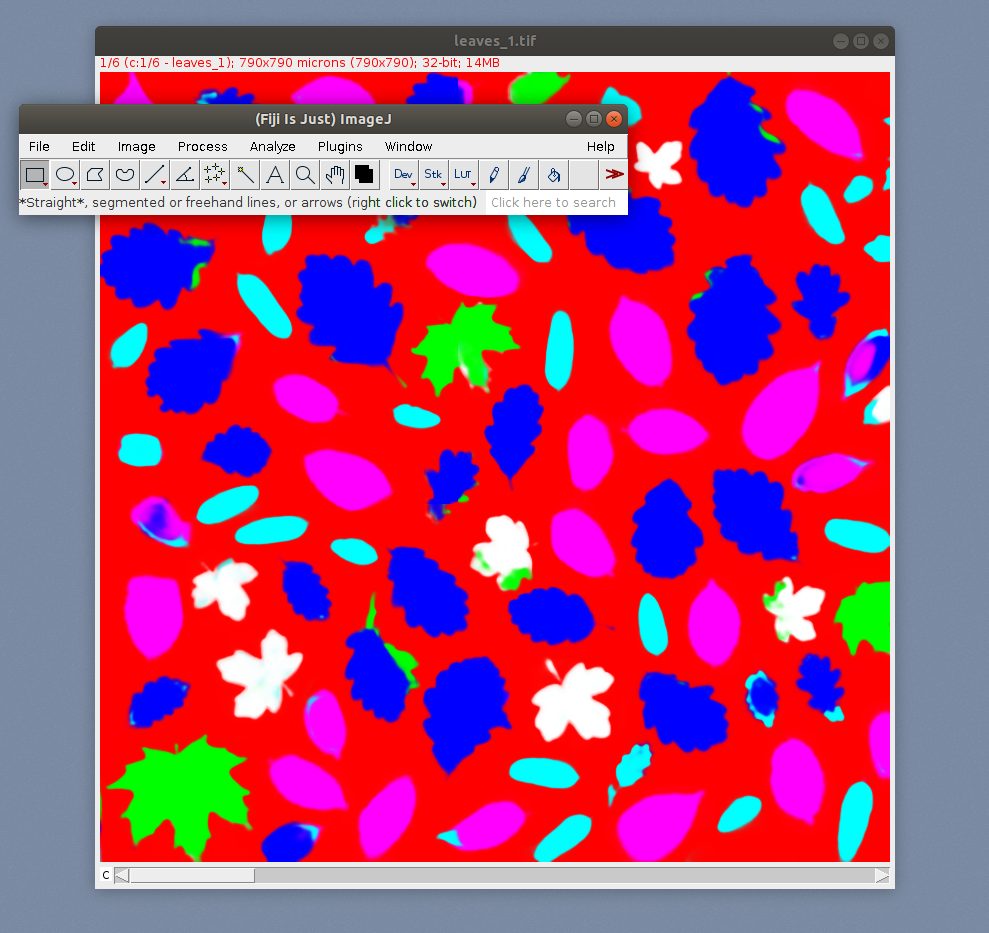 leaves_1.tif
1/6 (c:1/6 - leaves_1); 790x790 microns (790x790); 32-bit; 14MB
(Fiji Is Just) ImageJ
File Edit Image Process Analyze Plugins Window Help
A Dev Stk LUT
*Straight*, segmented or freehand lines, or arrows (right click to switch) Click here to search
C